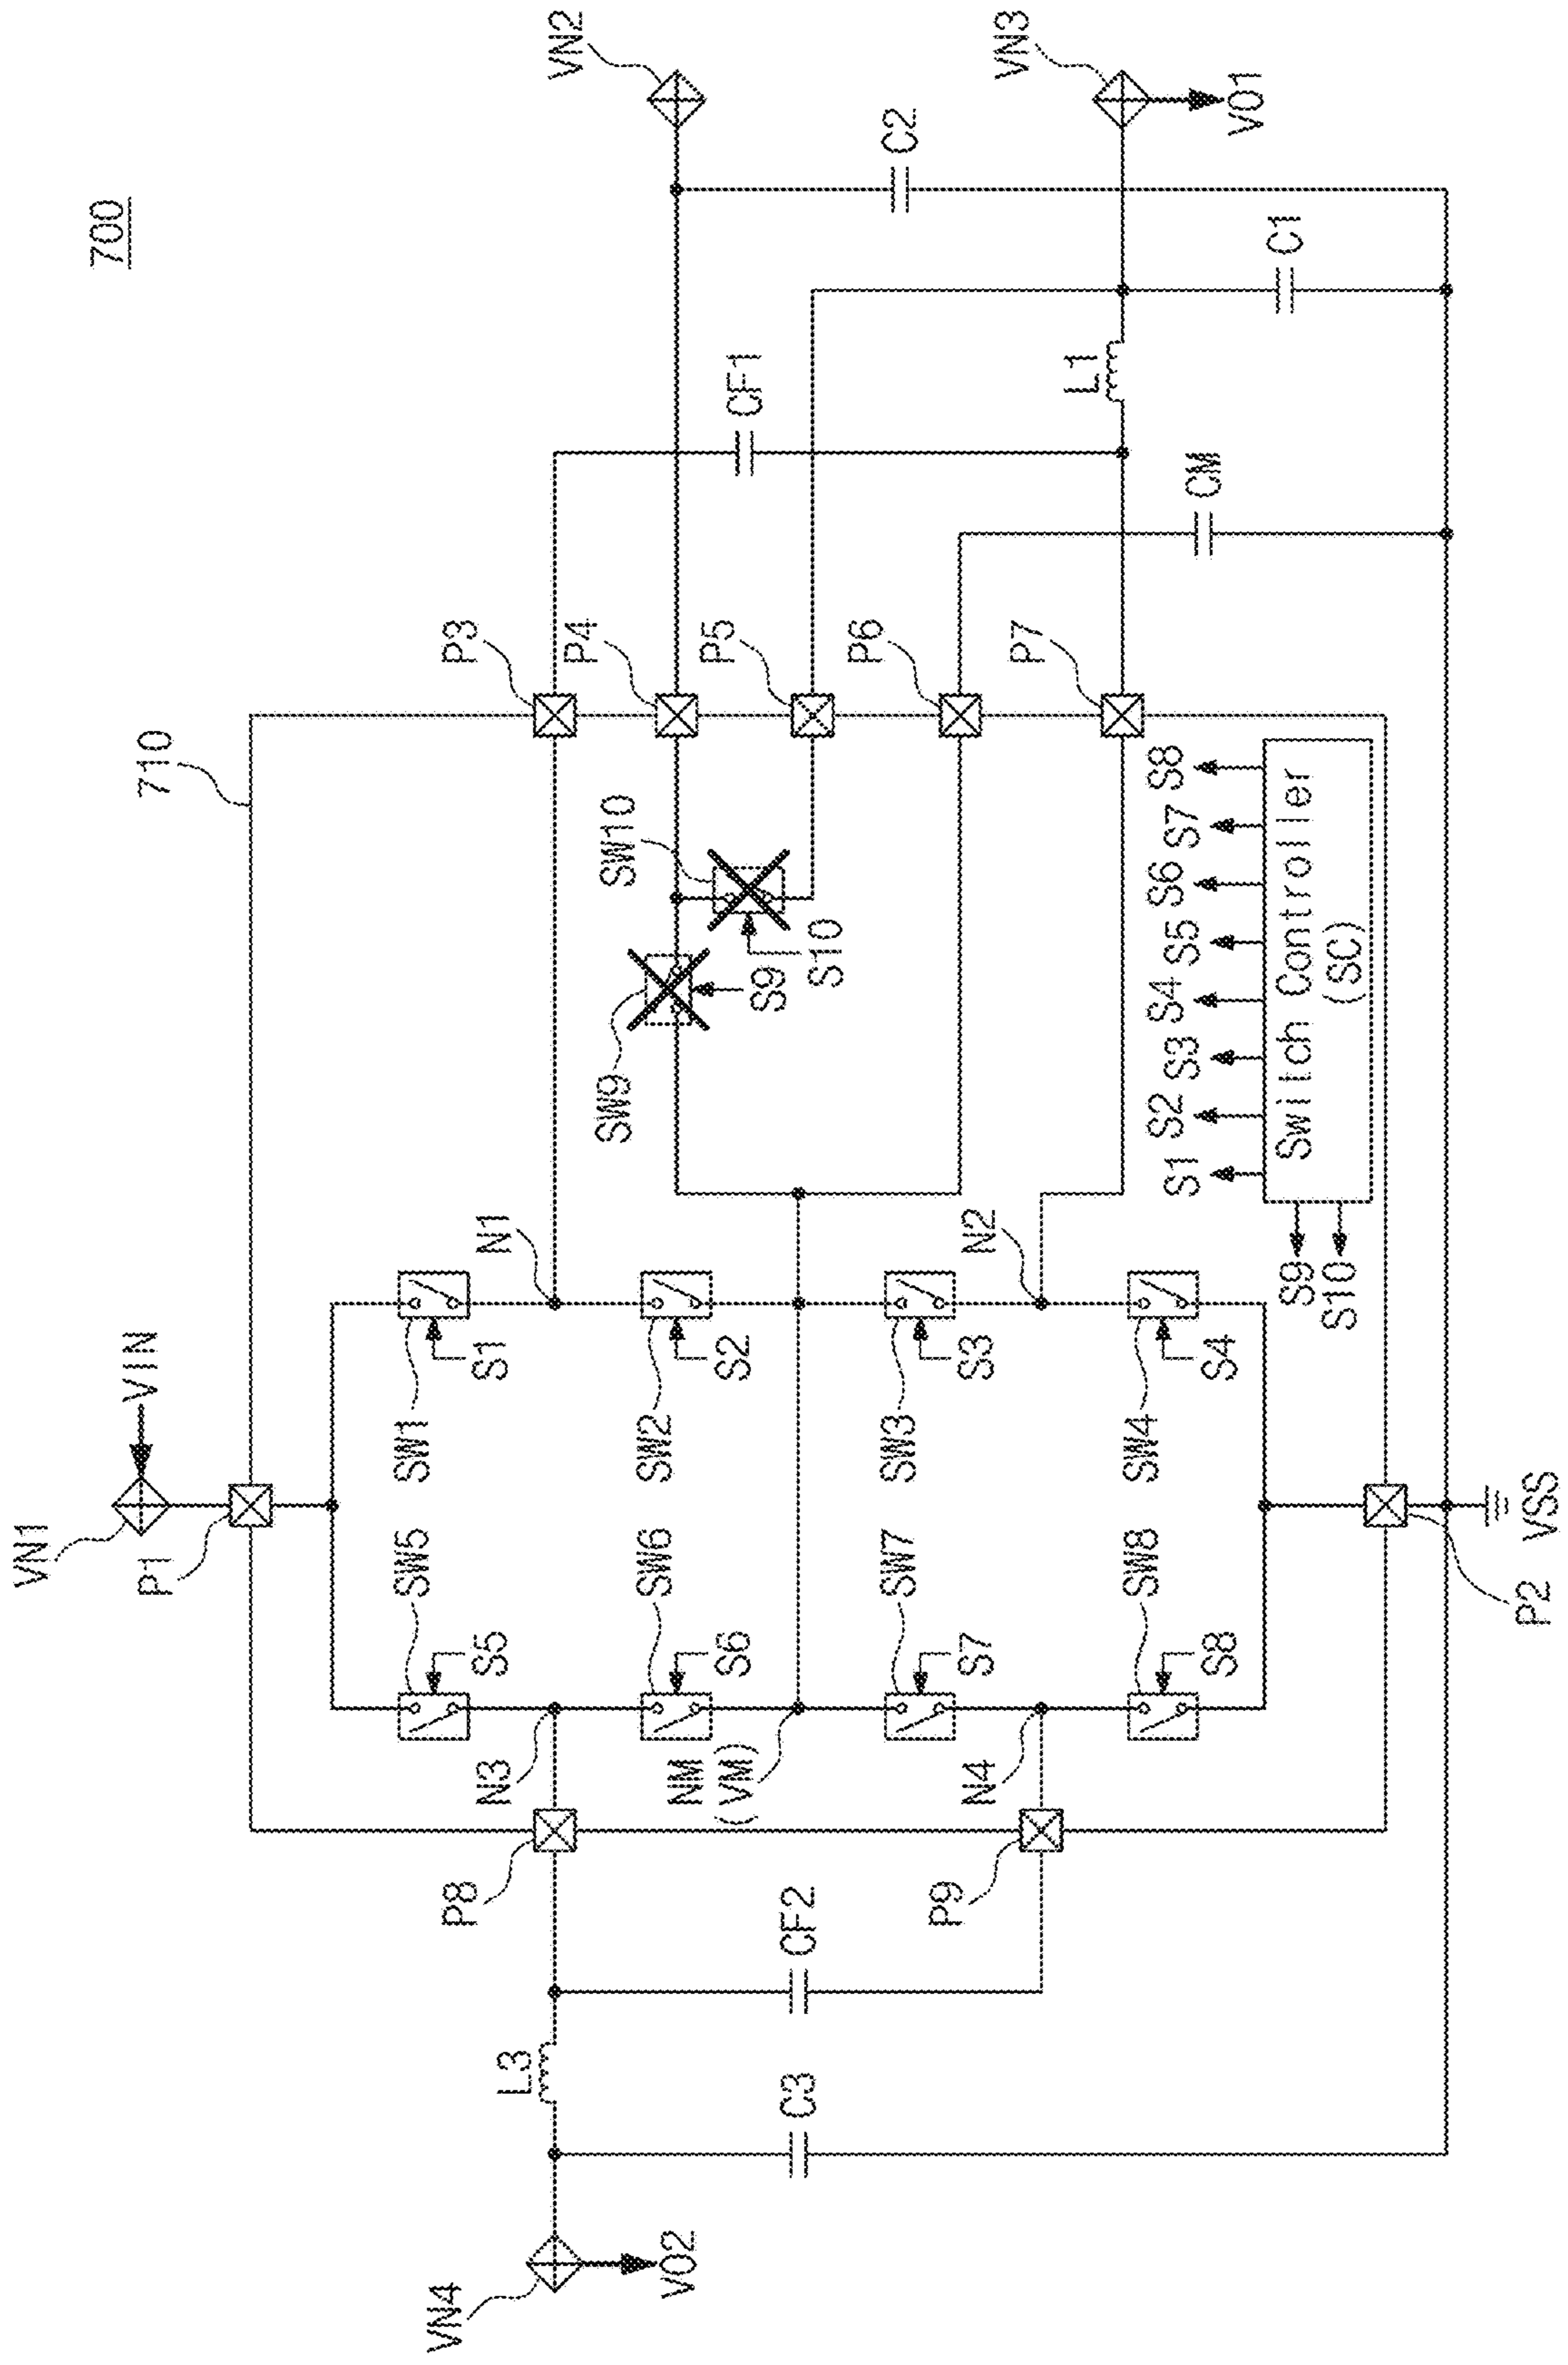 700
VN1
VIN
P1
710
SW5
S5
SW1
S1
N3
N1
P8
P3
SW6
S6
SW2
S2
NM
(VM)
SW9
S9
SW10
S10
P4
P5
P6
P7
SW7
S7
SW3
S3
N4
N2
P9
SW8
S8
SW4
S4
S1
S2
S3
S4
S5
S6
S7
S8
Switch Controller
(SC)
S9
S10
P2
VSS
VN4
VO2
L3
C3
CF2
CF1
CM
L1
C1
C2
VN2
VN3
VO1